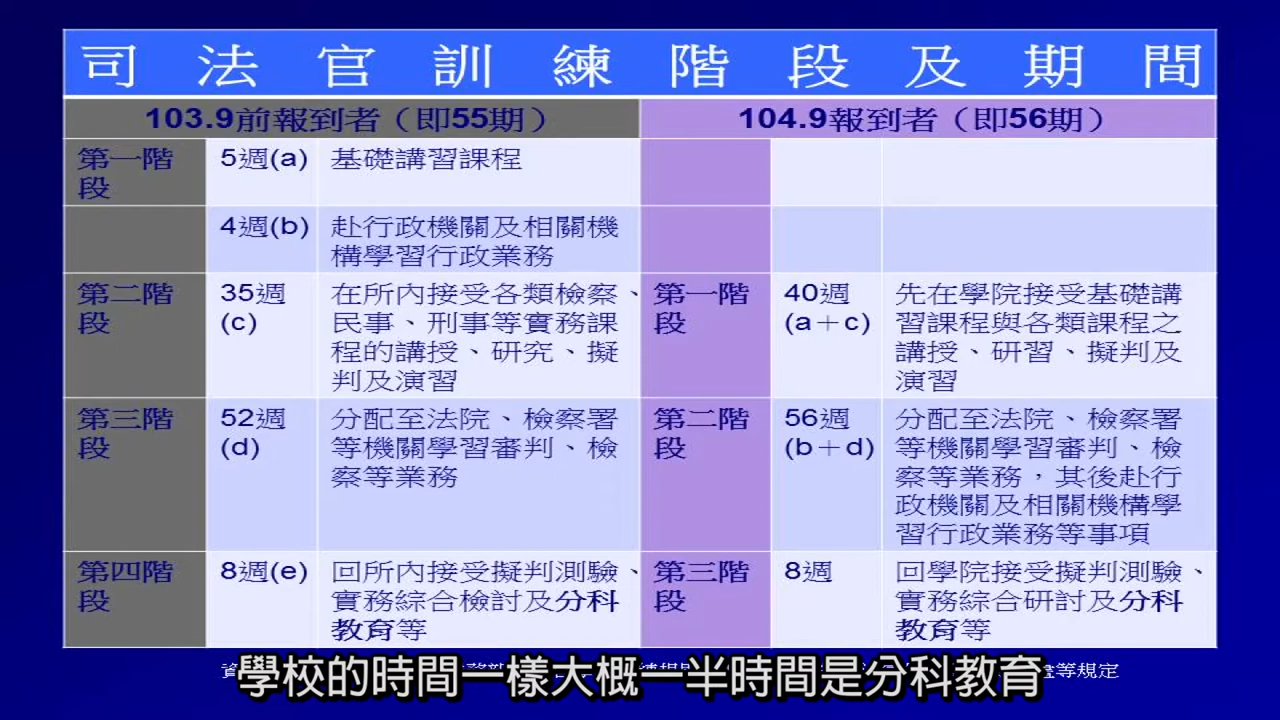 司法官訓練階段及期間
103.9前報到者（即55期）
104.9報到者（即56期）
第一階
段
5週(a)
基礎講習課程
4週(b)
赴行政機關及相關機
構學習行政業務
第二階
段
35週
(c)
在所內接受各類檢察、
民事、刑事等實務課
程的講授、研究、擬
判及演習
第一階
段
40週
(a＋c)
先在學院接受基礎講
習課程與各類課程之
講授、研習、擬判及
演習
第三階
段
52週
(d)
分配至法院、檢察署
等機關學習審判、檢
察等業務
第二階
段
56週
(b＋d)
分配至法院、檢察署
等機關學習審判、檢
察等業務，其後赴行
政機關及相關機構學
習行政業務等事項
第四階
段
8週(e)
回所內接受擬判測驗、
實務綜合檢討及分科
教育等
第三階
段
8週
回學院接受擬判測驗、
實務綜合研討及分科
教育等
等規定
學校的時間一樣大概一半時間是分科教育